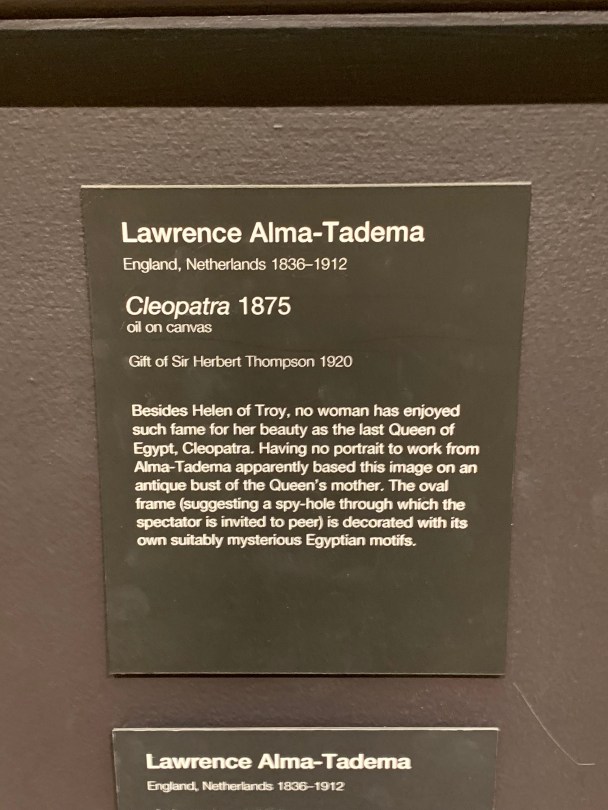 Lawrence Alma-Tadema
England, Netherlands 1836–1912
Cleopatra 1875
oil on canvas
Gift of Sir Herbert Thompson 1920
Besides Helen of Troy, no woman has enjoyed
such fame for her beauty as the last Queen of
Egypt, Cleopatra. Having no portrait to work from
Alma-Tadema apparently based this image on an
antique bust of the Queen's mother. The oval
frame (suggesting a spy-hole through which the
spectator is invited to peer) is decorated with its
own suitably mysterious Egyptian motifs.
Lawrence Alma-Tadema
England, Netherlands 1836–1912